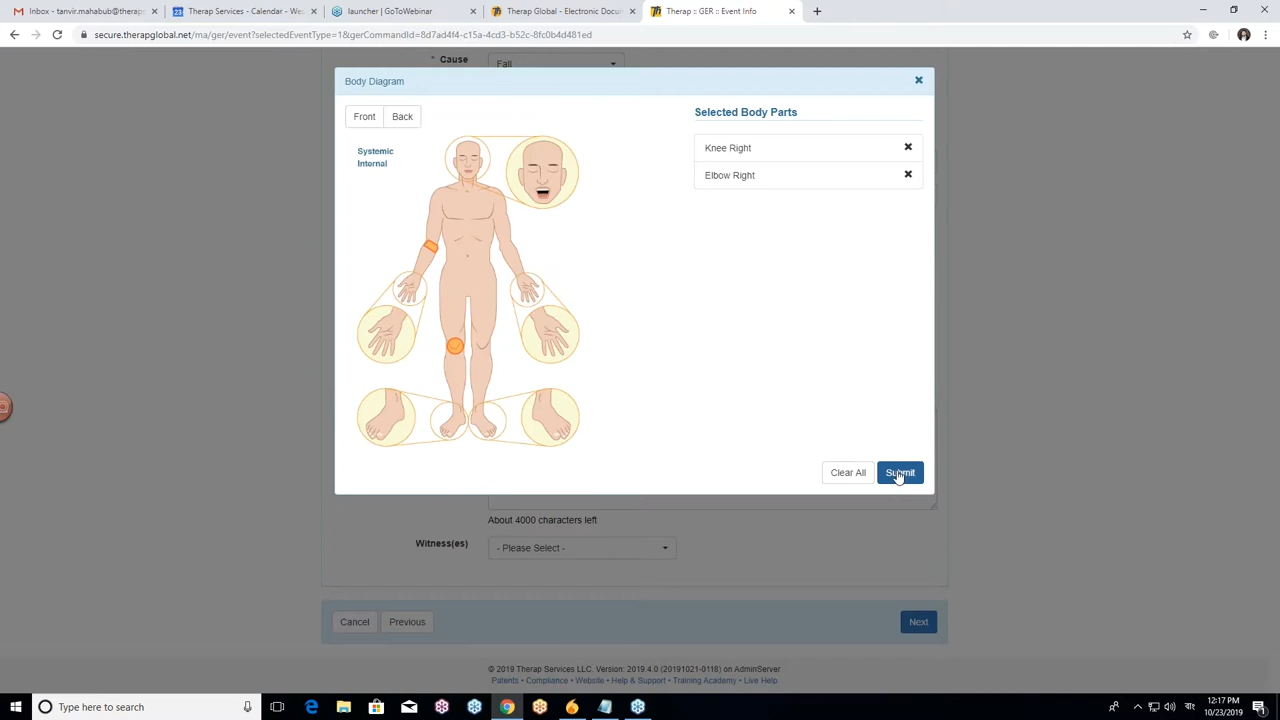 Inbox - tanvir.mahabub@therap
Therap Services - Calendar - We
launcher | GoToWebinar
Therap Global - Electronic Docu
Therap :: GER :: Event Info
secure.therapglobal.net/ma/ger/event?selectedEventType=1&gerCommandId=8d7ad4f4-c15a-4cd3-b52c-8fc0b4d481ed
* Cause
Fall
Body Diagram
Front
Back
Selected Body Parts
Systemic
Internal
Knee Right
Elbow Right
Clear All
Submit
About 4000 characters left
Witness(es)
- Please Select -
Cancel
Previous
Next
© 2019 Therap Services LLC. Version: 2019.4.0 (20191021-0118) on AdminServer
Patents • Compliance • Website • Help & Support • Training Academy • Live Help
Type here to search
12:17 PM
10/23/2019